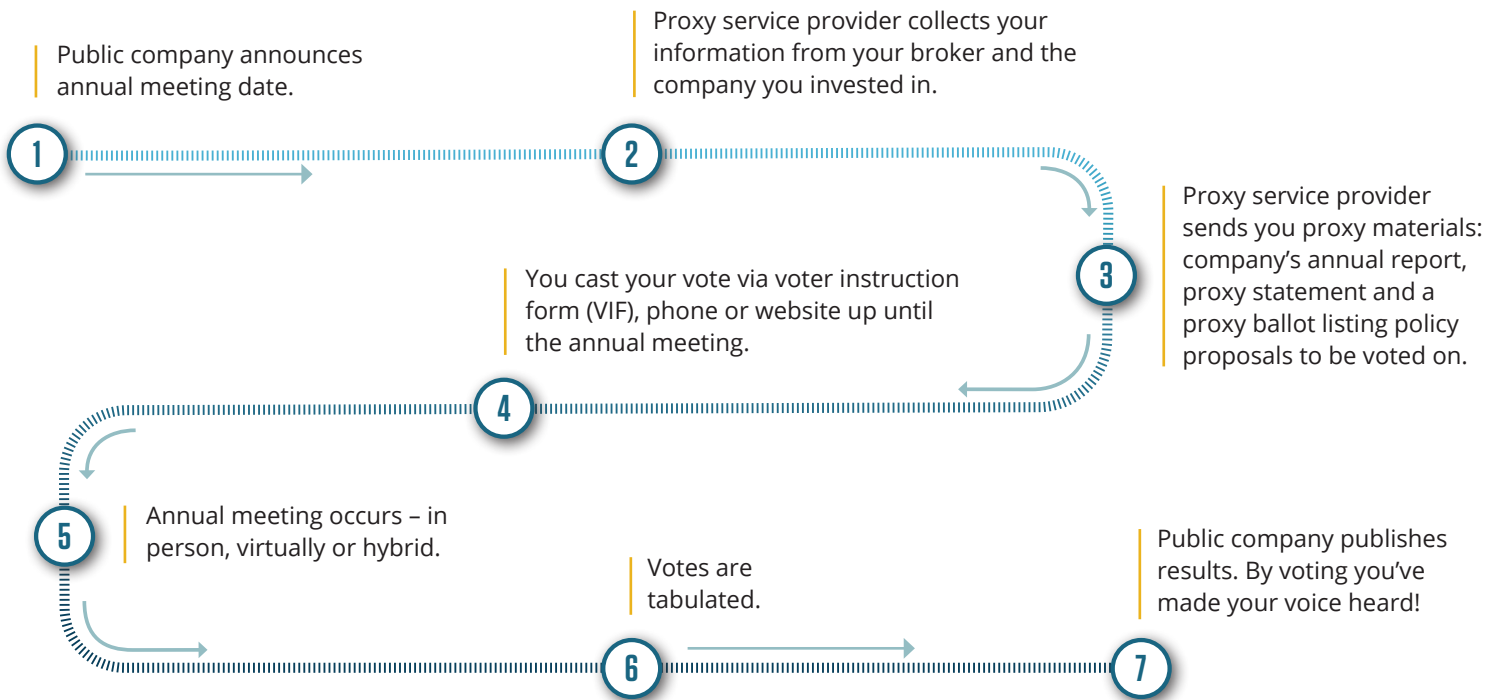 1
Public company announces
annual meeting date.
2
Proxy service provider collects your
information from your broker and the
company you invested in.
3
Proxy service provider
sends you proxy materials:
company’s annual report,
proxy statement and a
proxy ballot listing policy
proposals to be voted on.
4
You cast your vote via voter instruction
form (VIF), phone or website up until
the annual meeting.
5
Annual meeting occurs – in
person, virtually or hybrid.
6
Votes are
tabulated.
7
Public company publishes
results. By voting you’ve
made your voice heard!